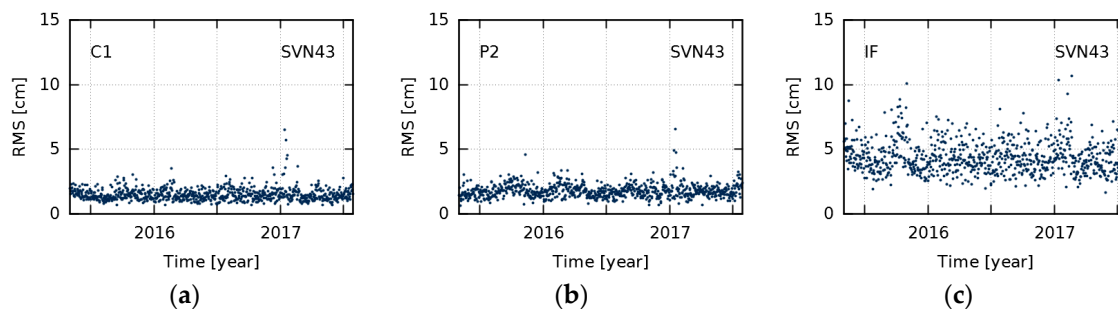 15
C1 SVN43
10
RMS [cm]
5
0
2016 2017
Time [year]
(a)
15
P2 SVN43
10
RMS [cm]
5
0
2016 2017
Time [year]
(b)
15
IF SVN43
10
RMS [cm]
5
0
2016 2017
Time [year]
(c)